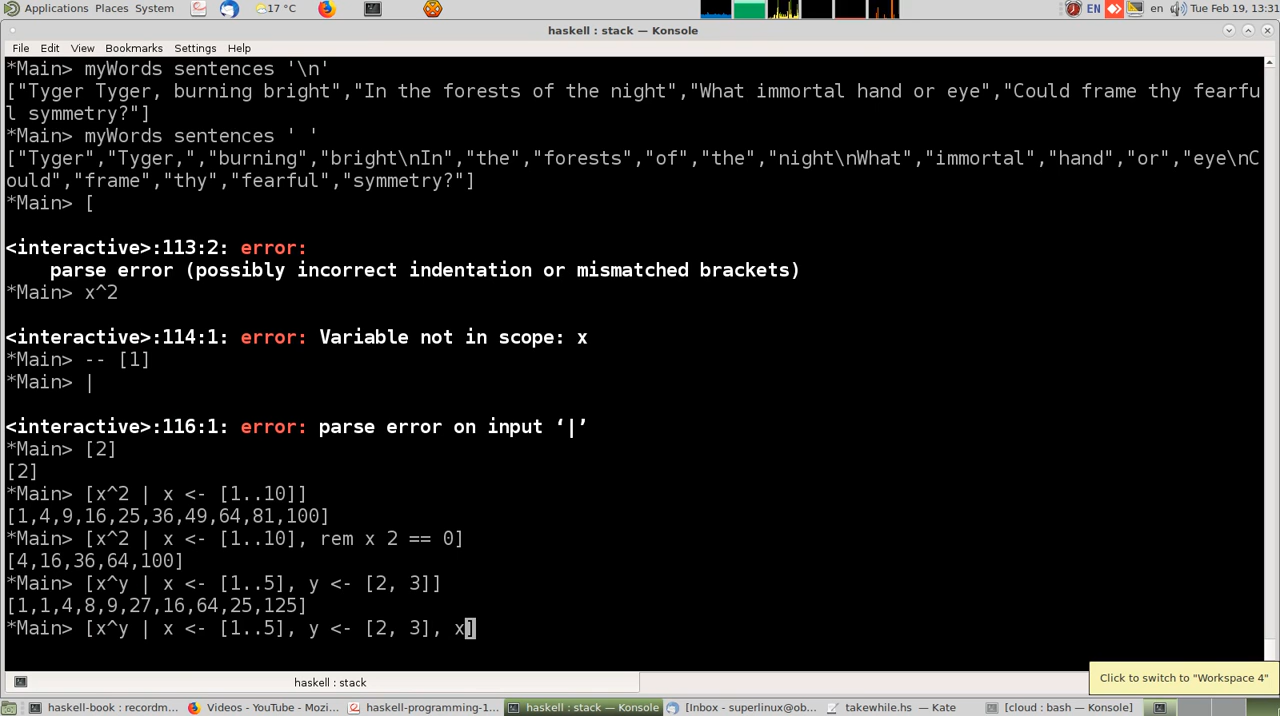 Applications Places System 17 °C EN en Tue Feb 19, 13:31
haskell : stack — Konsole
File Edit View Bookmarks Settings Help
*Main> myWords sentences '\n'
["Tyger Tyger, burning bright","In the forests of the night","What immortal hand or eye","Could frame thy fearfu
l symmetry?"]
*Main> myWords sentences ' '
["Tyger","Tyger,","burning","bright\nIn","the","forests","of","the","night\nWhat","immortal","hand","or","eye\nC
ould","frame","thy","fearful","symmetry?"]
*Main> [
<interactive>:113:2: error:
parse error (possibly incorrect indentation or mismatched brackets)
*Main> x^2
<interactive>:114:1: error: Variable not in scope: x
*Main> -- [1]
*Main> |
<interactive>:116:1: error: parse error on input ‘|’
*Main> [2]
[2]
*Main> [x^2 | x <- [1..10]]
[1,4,9,16,25,36,49,64,81,100]
*Main> [x^2 | x <- [1..10], rem x 2 == 0]
[4,16,36,64,100]
*Main> [x^y | x <- [1..5], y <- [2, 3]]
[1,1,4,8,9,27,16,64,25,125]
*Main> [x^y | x <- [1..5], y <- [2, 3], x]
Click to switch to "Workspace 4"
haskell : stack
haskell-book : recordm... Videos - YouTube - Mo... haskell-programming-1... haskell : stack — Konsole [Inbox - superlinux@ob... takewhile.hs — Kate [cloud : bash — Konsole]